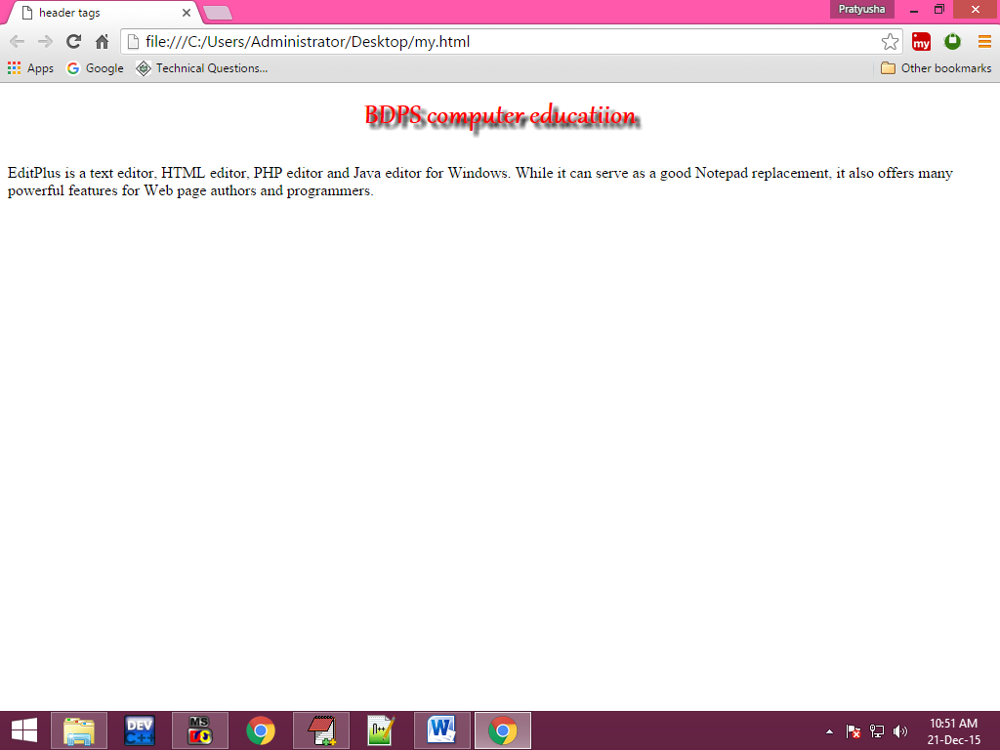 header tags
Pratyusha
file:///C:/Users/Administrator/Desktop/my.html
my
Apps
Google
Technical Questions...
Other bookmarks
BDPS computer educatiion
EditPlus is a text editor, HTML editor, PHP editor and Java editor for Windows. While it can serve as a good Notepad replacement, it also offers many
powerful features for Web page authors and programmers.
DEV
C++
MS
W
10:51 AM
21-Dec-15